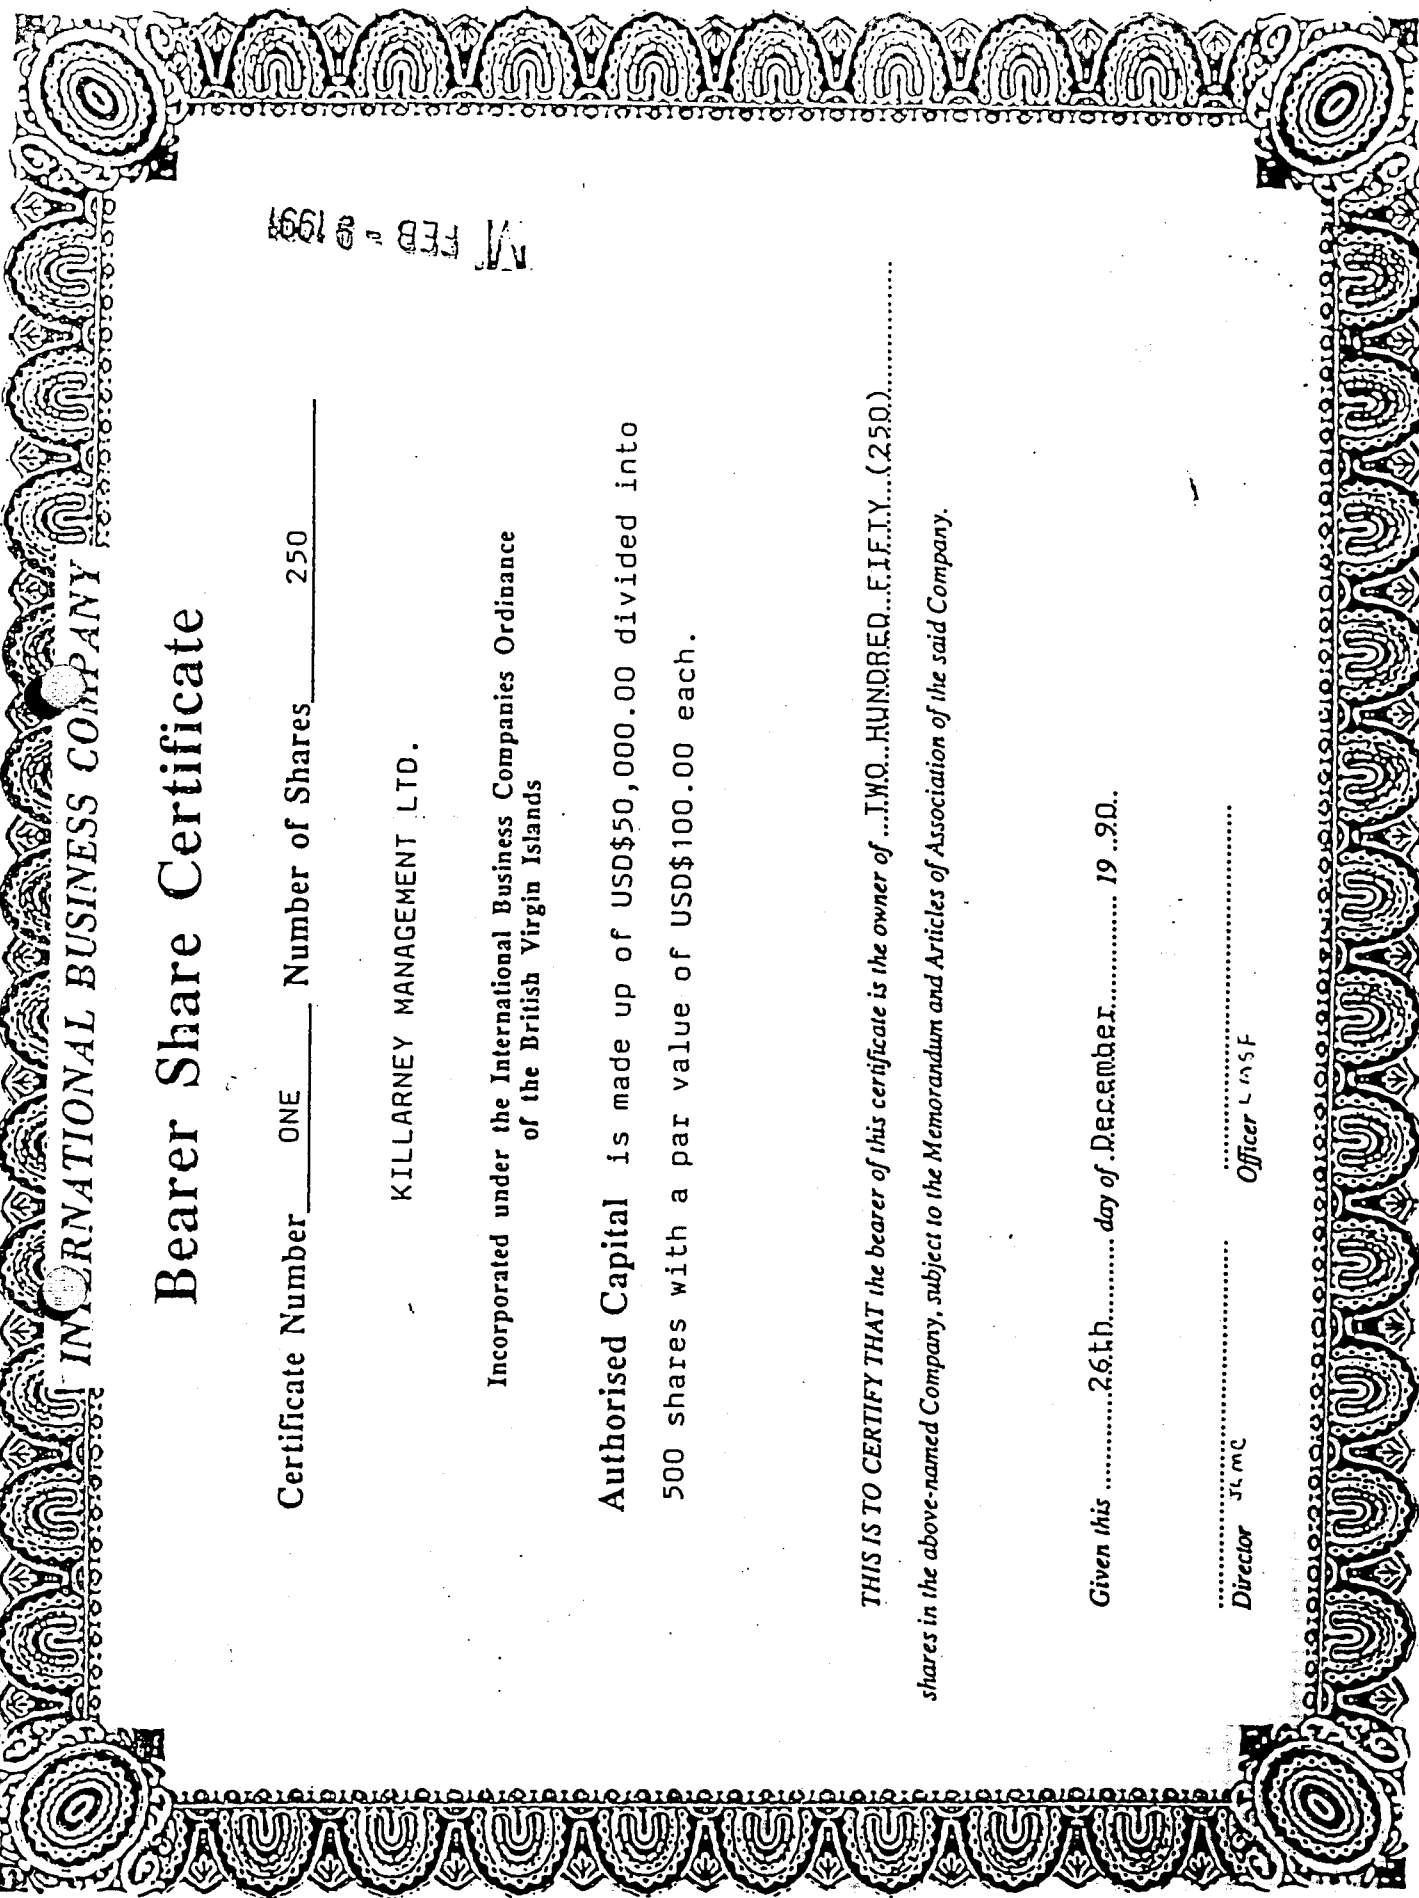 INTERNATIONAL BUSINESS COMPANY
Bearer Share Certificate
Certificate Number ONE Number of Shares 250
FEB - 1991
KILLARNEY MANAGEMENT LTD.
Incorporated under the International Business Companies Ordinance
of the British Virgin Islands
Authorised Capital is made up of USD$50,000.00 divided into
500 shares with a par value of USD$100.00 each.
THIS IS TO CERTIFY THAT the bearer of this certificate is the owner of ...TWO HUNDRED FIFTY (250)...
shares in the above-named Company, subject to the Memorandum and Articles of Association of the said Company.
Given this ...26th... day of .December... 19 ..90..
Director Officer